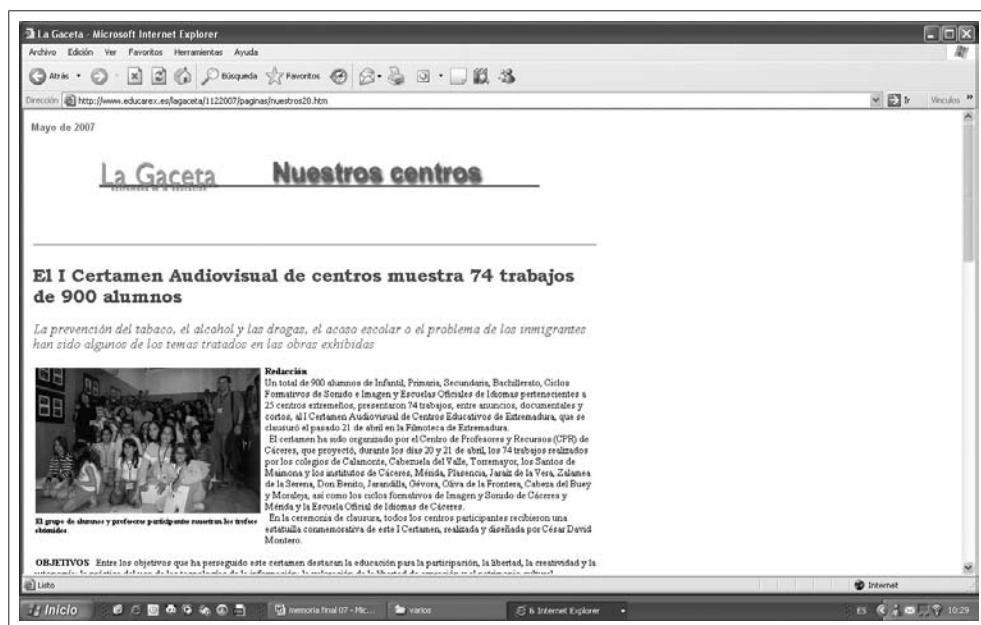 La Gaceta - Microsoft Internet Explorer
Archivo Edición Ver Favoritos Herramientas Ayuda
Atrás Búsqueda Favoritos
Dirección http://www.educarex.es/lagaceta/1122007/paginas/nuestros20.htm Ir Vínculos
Mayo de 2007
La Gaceta Nuestros centros
El I Certamen Audiovisual de centros muestra 74 trabajos
de 900 alumnos
La prevención del tabaco, el alcohol y las drogas, el acoso escolar o el problema de los inmigrantes
han sido algunos de los temas tratados en las obras exhibidas
Redacción
Un total de 900 alumnos de Infantil, Primaria, Secundaria, Bachillerato, Ciclos
Formativos de Sonido e Imagen y Escuelas Oficiales de Idiomas pertenecientes a
25 centros extremeños, presentaron 74 trabajos, entre anuncios, documentales y
cortos, al I Certamen Audiovisual de Centros Educativos de Extremadura, que se
clausuró el pasado 21 de abril en la Filmoteca de Extremadura.
El certamen ha sido organizado por el Centro de Profesores y Recursos (CPR) de
Cáceres, que proyectó, durante los días 20 y 21 de abril, los 74 trabajos realizados
por los colegios de Calamonte, Cabezuela del Valle, Torremayor, los Santos de
Maimona y los institutos de Cáceres, Mérida, Plasencia, Jaraíz de la Vera, Zalamea
de la Serena, Don Benito, Jarandilla, Gévora, Oliva de la Frontera, Cabeza del Buey
y Moraleja, así como los ciclos formativos de Imagen y Sonido de Cáceres y
Mérida y la Escuela Oficial de Idiomas de Cáceres.
En la ceremonia de clausura, todos los centros participantes recibieron una
estatuilla conmemorativa de este I Certamen, realizada y diseñada por César David
Montero.
El grupo de alumnos y profesores participantes muestran los trofeos
obtenidos.
OBJETIVOS Entre los objetivos que ha perseguido este certamen destacan la educación para la participación, la libertad, la creatividad y la
Listo Internet
Inicio memoria final 07 - Mic... varios 6 Internet Explorer ES 10:29